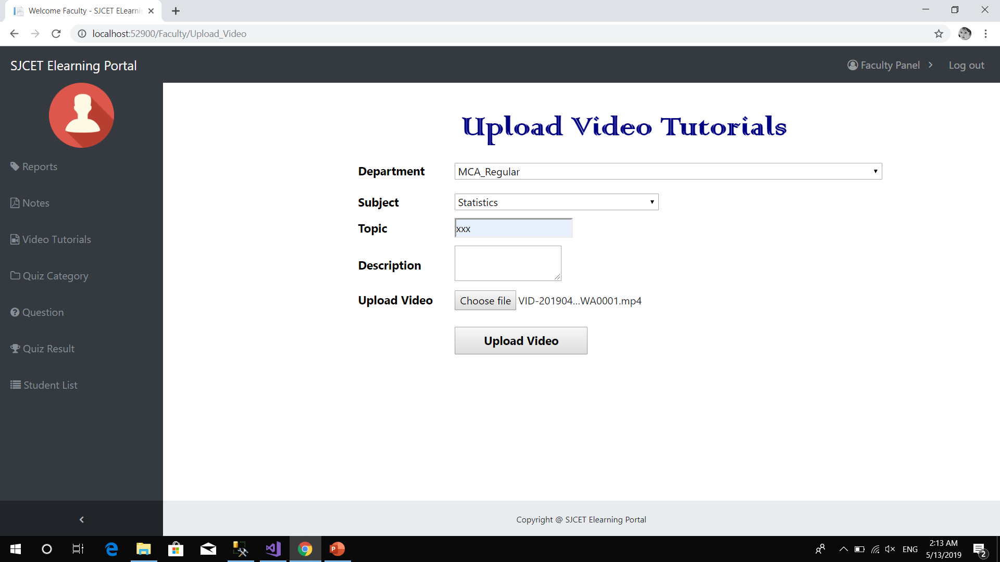 Welcome Faculty - SJCET ELearni
localhost:52900/Faculty/Upload_Video
SJCET Elearning Portal
Faculty Panel
Log out
Upload Video Tutorials
Reports
Notes
Video Tutorials
Quiz Category
Question
Quiz Result
Student List
Department MCA_Regular
Subject Statistics
Topic xxx
Description
Upload Video Choose file VID-201904...WA0001.mp4
Upload Video
Copyright @ SJCET Elearning Portal
ENG
2:13 AM
5/13/2019
2